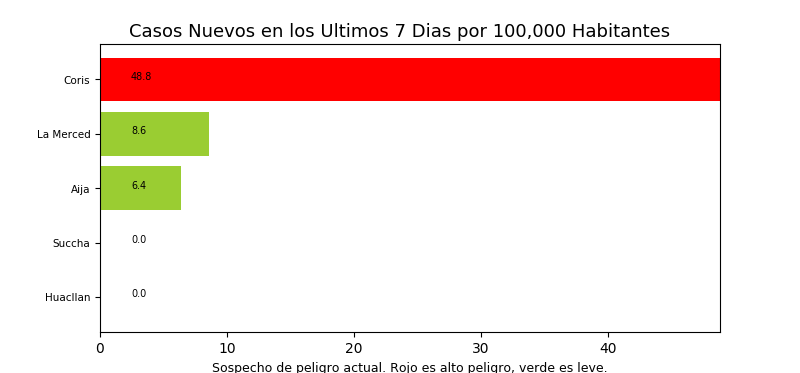 Casos Nuevos en los Ultimos 7 Dias por 100,000 Habitantes
Coris 48.8
La Merced 8.6
Aija 6.4
Succha 0.0
Huacllan 0.0
0 10 20 30 40
Sospecho de peligro actual. Rojo es alto peligro, verde es leve.